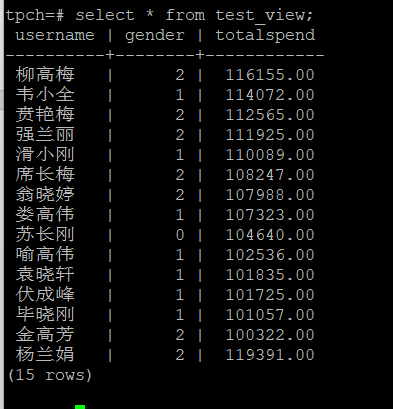 tpch=# select * from test_view;
username | gender | totalspend
----------+--------+------------
柳高梅 | 2 | 116155.00
韦小全 | 1 | 114072.00
贲艳梅 | 2 | 112565.00
强兰丽 | 2 | 111925.00
滑小刚 | 1 | 110089.00
席长梅 | 2 | 108247.00
翁晓婷 | 2 | 107988.00
娄高伟 | 1 | 107323.00
苏长刚 | 0 | 104640.00
喻高伟 | 1 | 102536.00
袁晓轩 | 1 | 101835.00
伏成峰 | 1 | 101725.00
毕晓刚 | 1 | 101057.00
金高芳 | 2 | 100322.00
杨兰娟 | 2 | 119391.00
(15 rows)